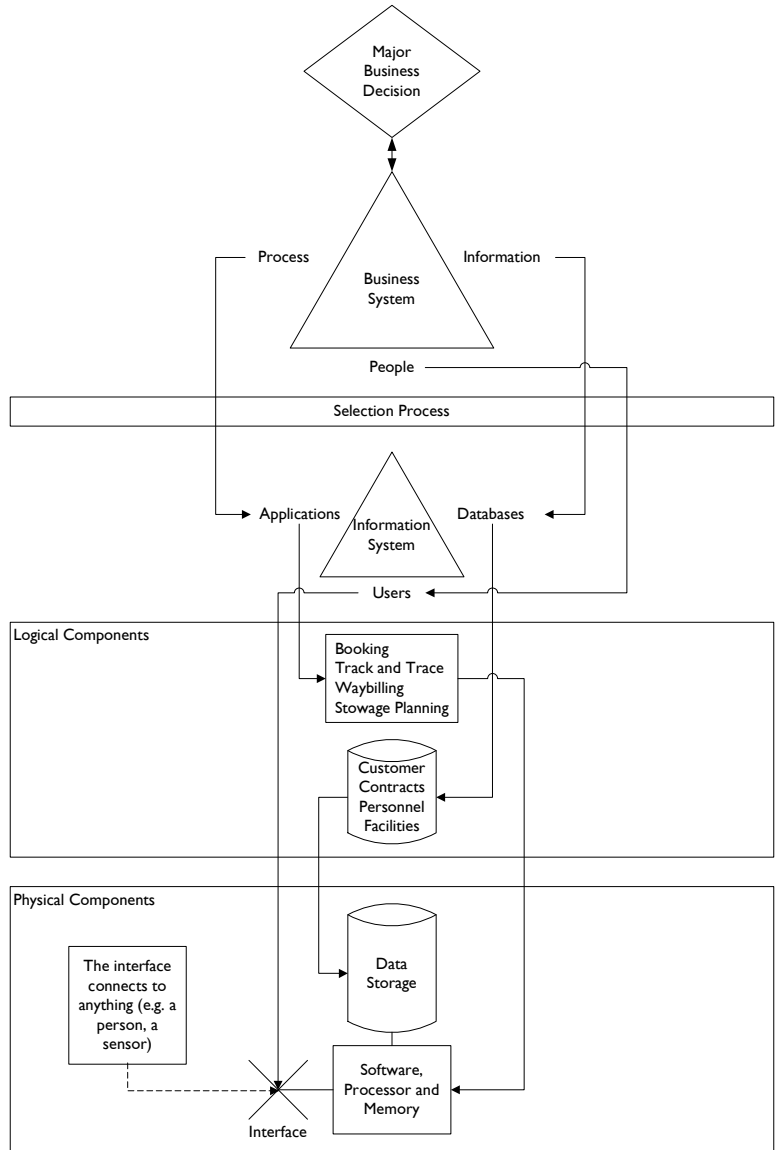 Major
Business
Decision
Process
Information
Business
System
People
Selection Process
Applications
Information
System
Databases
Users
Logical Components
Booking
Track and Trace
Waybilling
Stowage Planning
Customer
Contracts
Personnel
Facilities
Physical Components
The interface
connects to
anything (e.g. a
person, a
sensor)
Data
Storage
Software,
Processor and
Memory
Interface